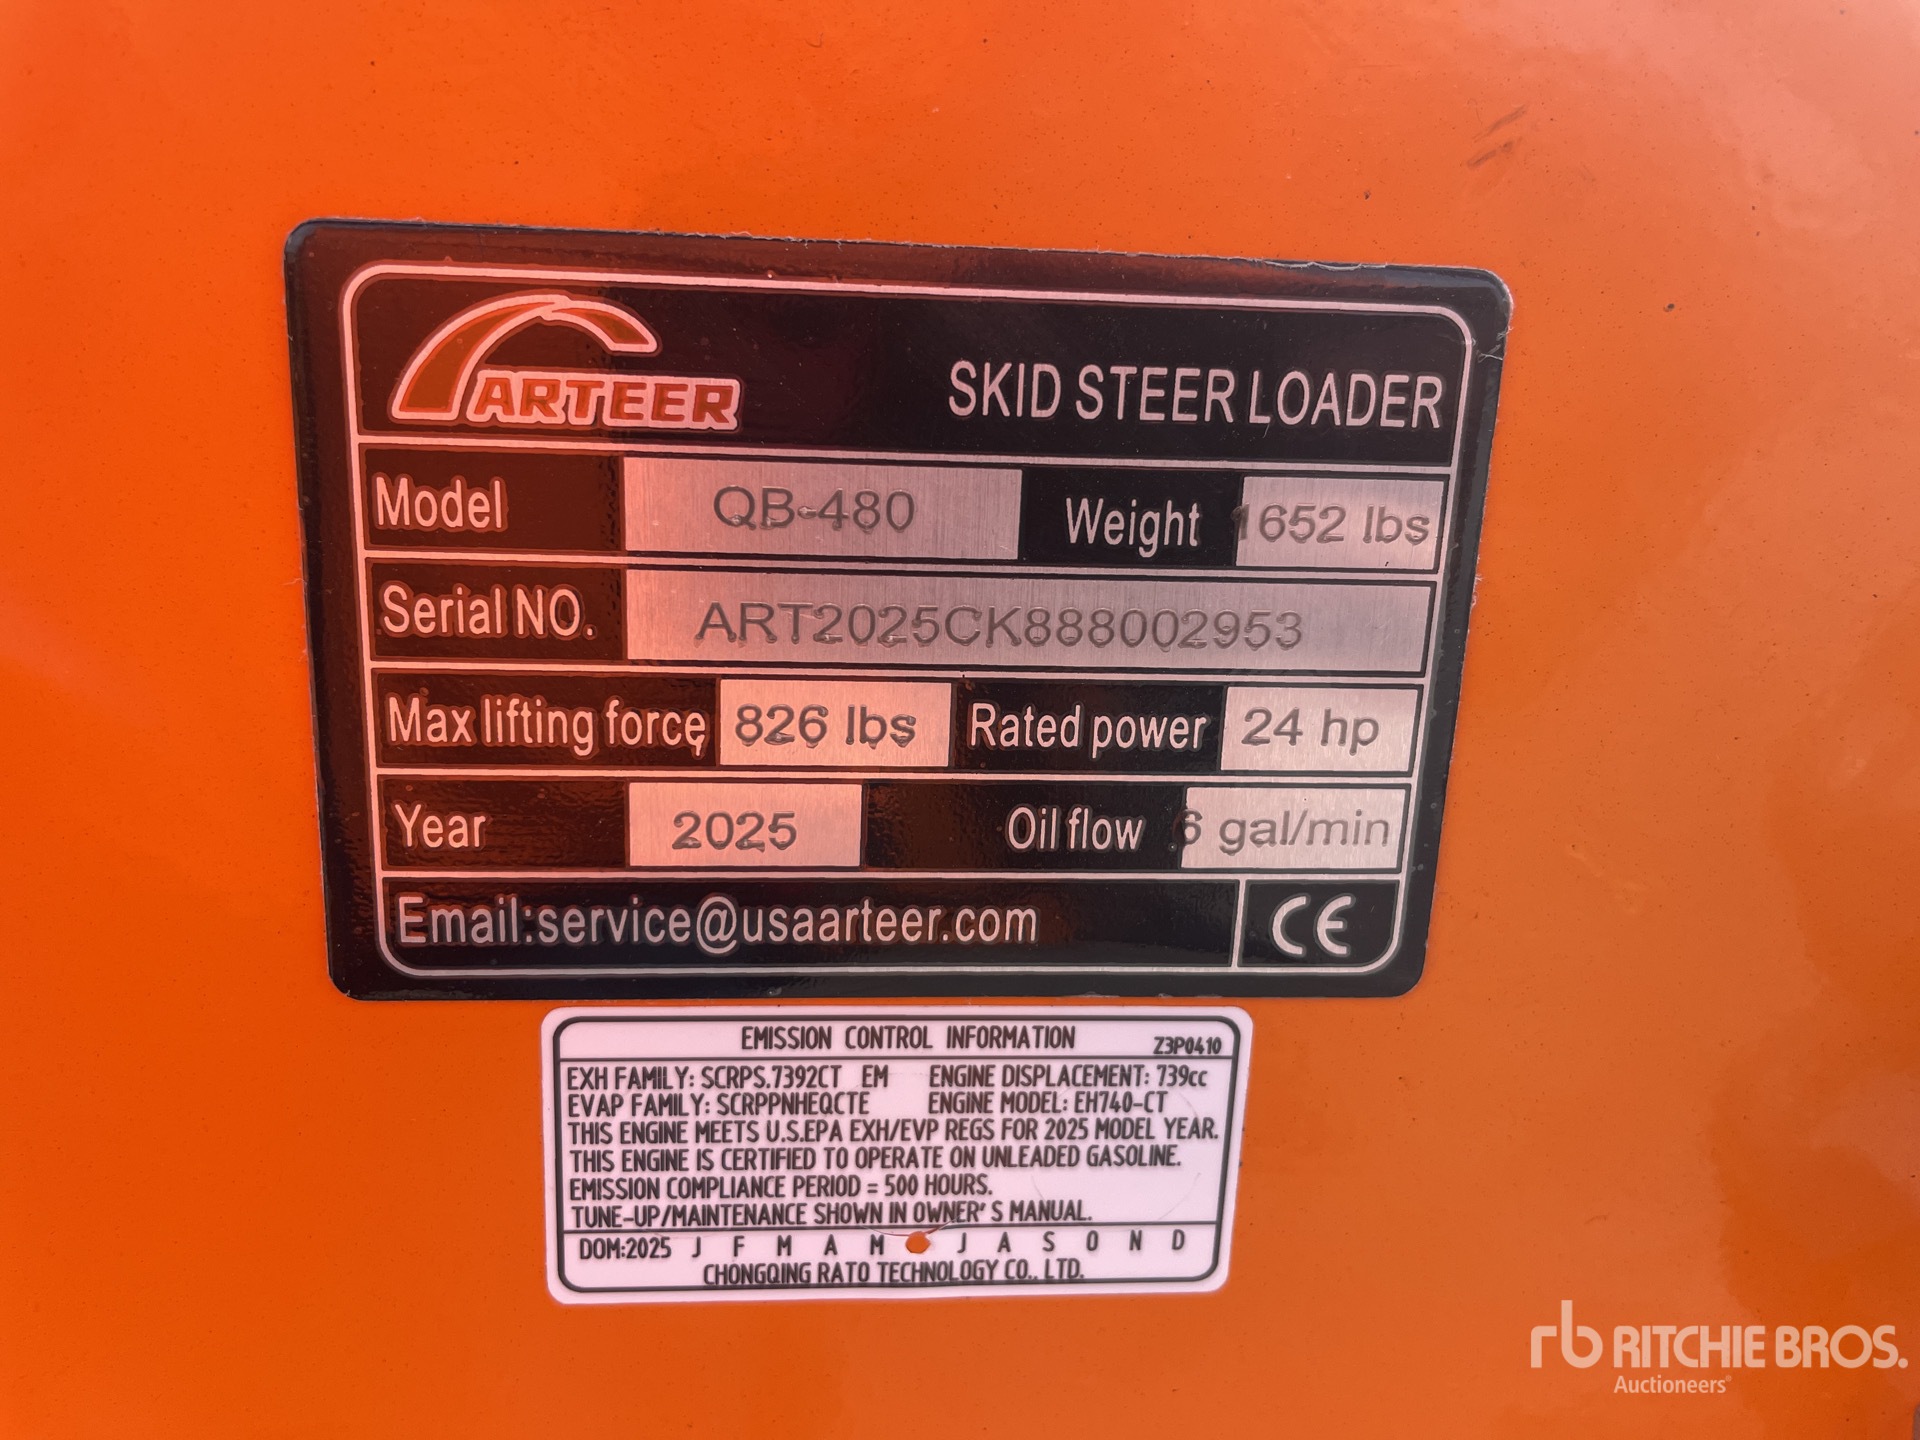 ARTEER SKID STEER LOADER
Model QB-480 Weight 1652 lbs
Serial NO. ART2025CK888002953
Max lifting force 826 lbs Rated power 24 hp
Year 2025 Oil flow 6 gal/min
Email:service@usaarteer.com CE
EMISSION CONTROL INFORMATION Z3P0410
EXH FAMILY: SCRPS.7392CT EM ENGINE DISPLACEMENT: 739cc
EVAP FAMILY: SCRPPNHEQCTE ENGINE MODEL: EH740-CT
THIS ENGINE MEETS U.S.EPA EXH/EVP REGS FOR 2025 MODEL YEAR.
THIS ENGINE IS CERTIFIED TO OPERATE ON UNLEADED GASOLINE.
EMISSION COMPLIANCE PERIOD = 500 HOURS.
TUNE-UP/MAINTENANCE SHOWN IN OWNER'S MANUAL.
DOM:2025 J F M A M J A S O N D
CHONGQING RATO TECHNOLOGY CO., LTD.
rb RITCHIE BROS.
Auctioneers